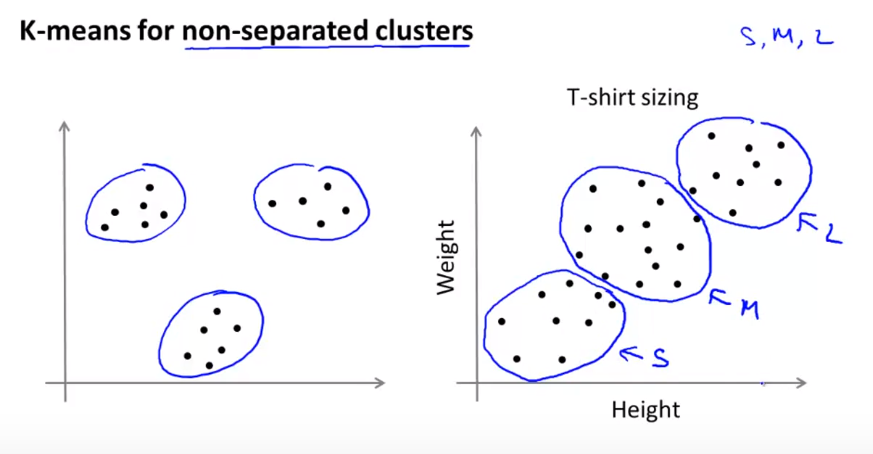 K-means for non-separated clusters
S, M, L
T-shirt sizing
Weight
L
M
S
Height